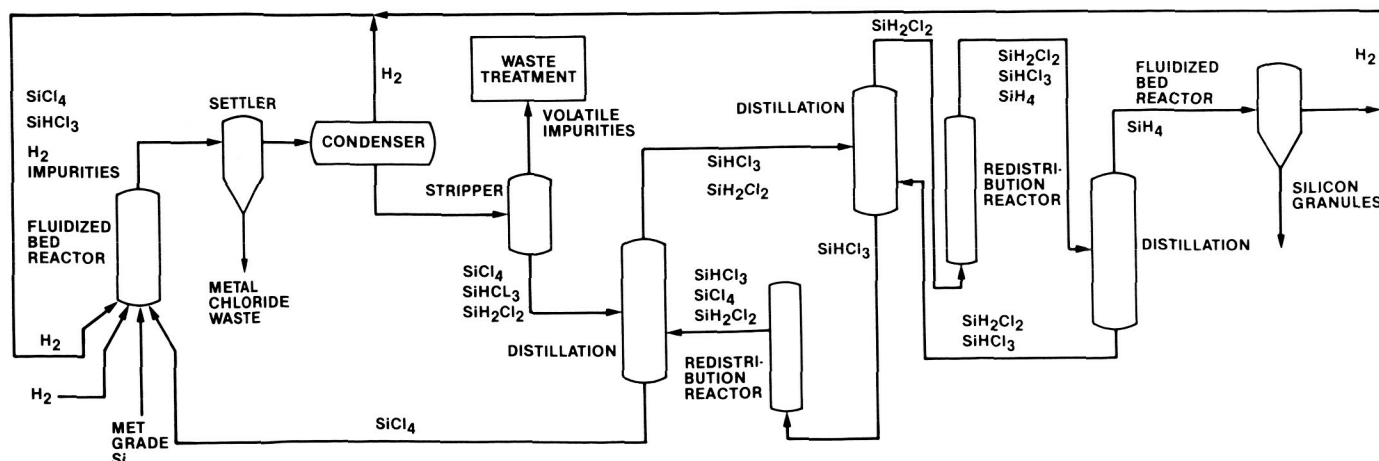 SiCl4
SiHCl3
H2
IMPURITIES
FLUIDIZED
BED
REACTOR
H2
H2
MET
GRADE
Si
SETTLER
METAL
CHLORIDE
WASTE
H2
CONDENSER
WASTE
TREATMENT
VOLATILE
IMPURITIES
STRIPPER
SiCl4
SiHCL3
SiH2Cl2
SiCl4
DISTILLATION
SiHCl3
SiH2Cl2
SiHCl3
SiCl4
SiH2Cl2
REDISTRI-
BUTION
REACTOR
DISTILLATION
SiHCl3
SiH2Cl2
REDISTRI-
BUTION
REACTOR
SiH2Cl2
SiHCl3
SiH4
SiH2Cl2
SiHCl3
DISTILLATION
SiH4
FLUIDIZED
BED
REACTOR
H2
SILICON
GRANULES